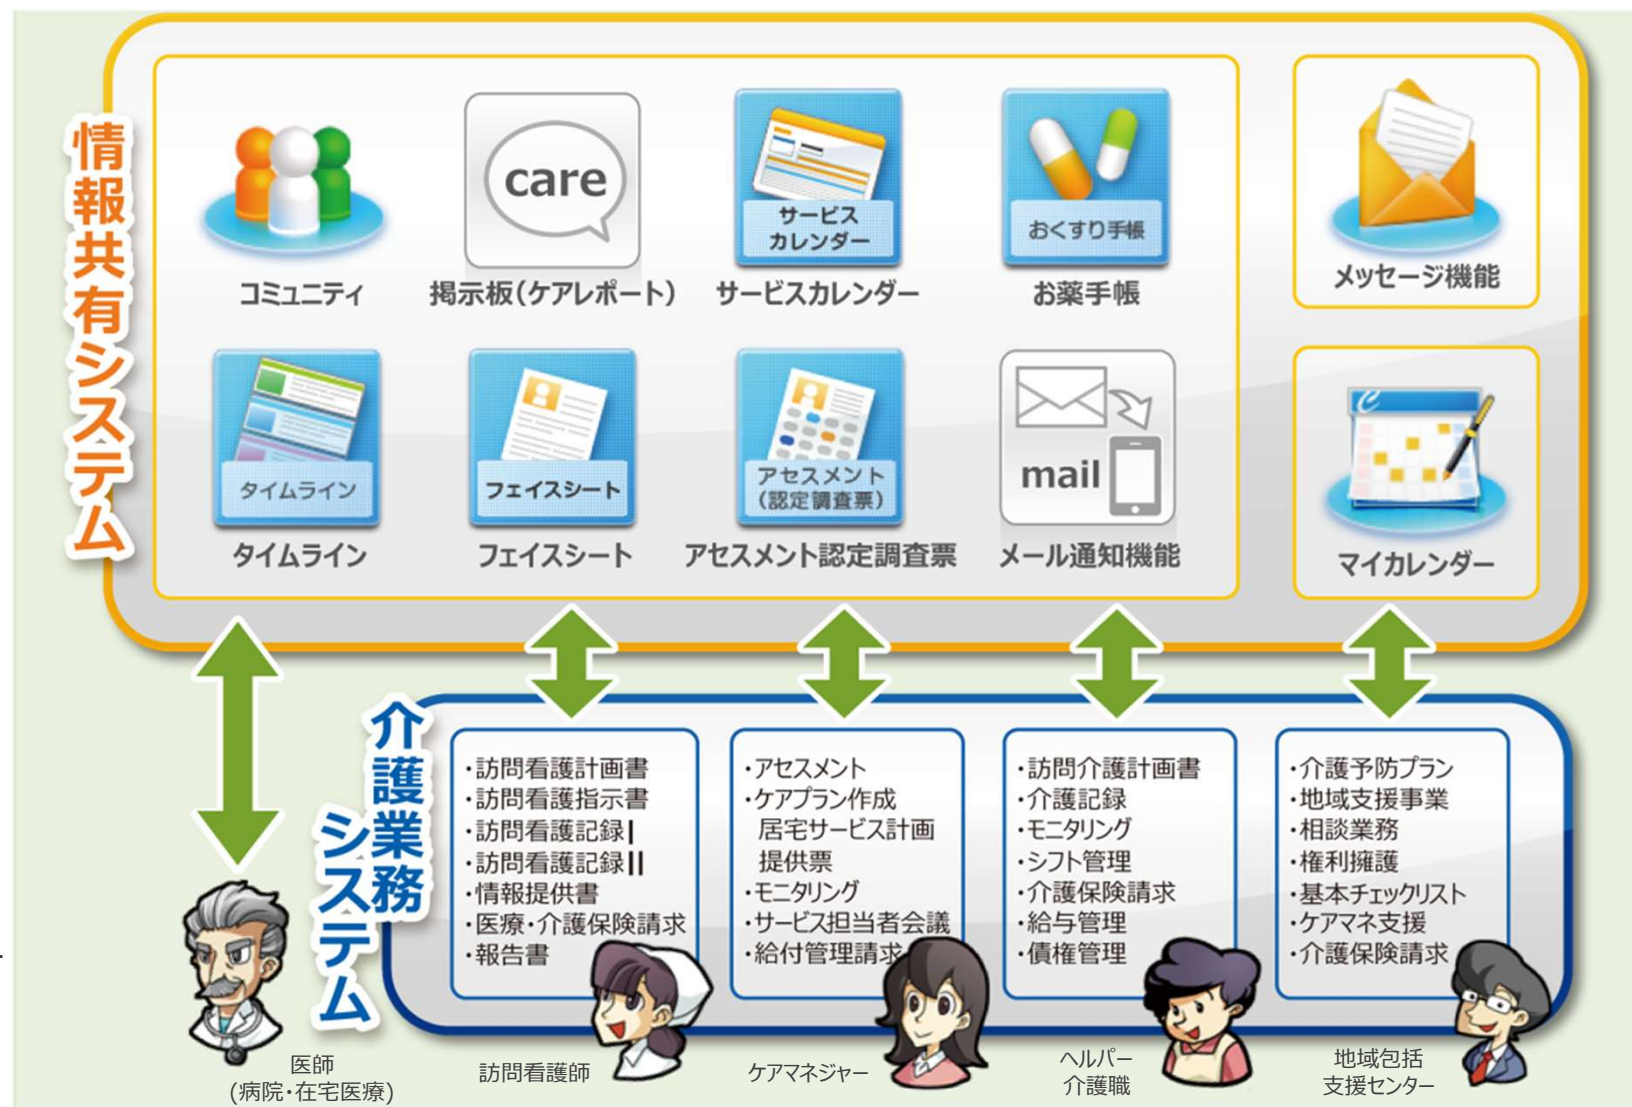 情報共有システム
care
サービス
カレンダー
おくすり手帳
コミュニティ
掲示板(ケアレポート)
サービスカレンダー
お薬手帳
メッセージ機能
タイムライン
フェイスシート
アセスメント
(認定調査票)
mail
タイムライン
フェイスシート
アセスメント認定調査票
メール通知機能
マイカレンダー
介護業務
システム
・訪問看護計画書
・訪問看護指示書
・訪問看護記録Ⅰ
・訪問看護記録Ⅱ
・情報提供書
・医療・介護保険請求
・報告書
・アセスメント
・ケアプラン作成
居宅サービス計画
提供票
・モニタリング
・サービス担当者会議
・給付管理請求
・訪問介護計画書
・介護記録
・モニタリング
・シフト管理
・介護保険請求
・給与管理
・債権管理
・介護予防プラン
・地域支援事業
・相談業務
・権利擁護
・基本チェックリスト
・ケアマネ支援
・介護保険請求
医師
(病院・在宅医療)
訪問看護師
ケアマネジャー
ヘルパー
介護職
地域包括
支援センター